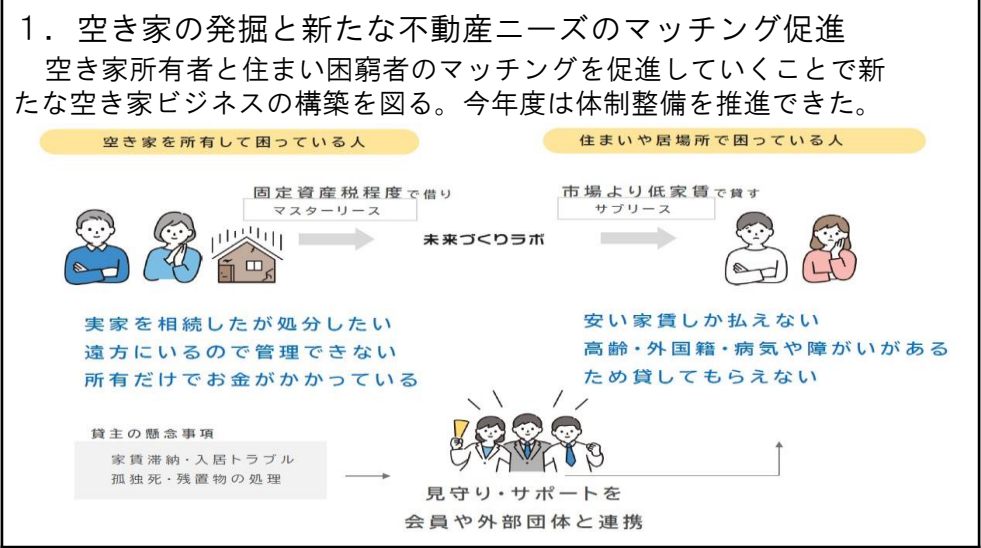 １．空き家の発掘と新たな不動産ニーズのマッチング促進
空き家所有者と住まい困窮者のマッチングを促進していくことで新
たな空き家ビジネスの構築を図る。今年度は体制整備を推進できた。
空き家を所有して困っている人
住まいや居場所で困っている人
固定資産税程度で借り
マスターリース
市場より低家賃で貸す
サブリース
未来づくりラボ
実家を相続したが処分したい
遠方にいるので管理できない
所有だけでお金がかかっている
安い家賃しか払えない
高齢・外国籍・病気や障がいがある
ため貸してもらえない
貸主の懸念事項
家賃滞納・入居トラブル
孤独死・残置物の処理
見守り・サポートを
会員や外部団体と連携